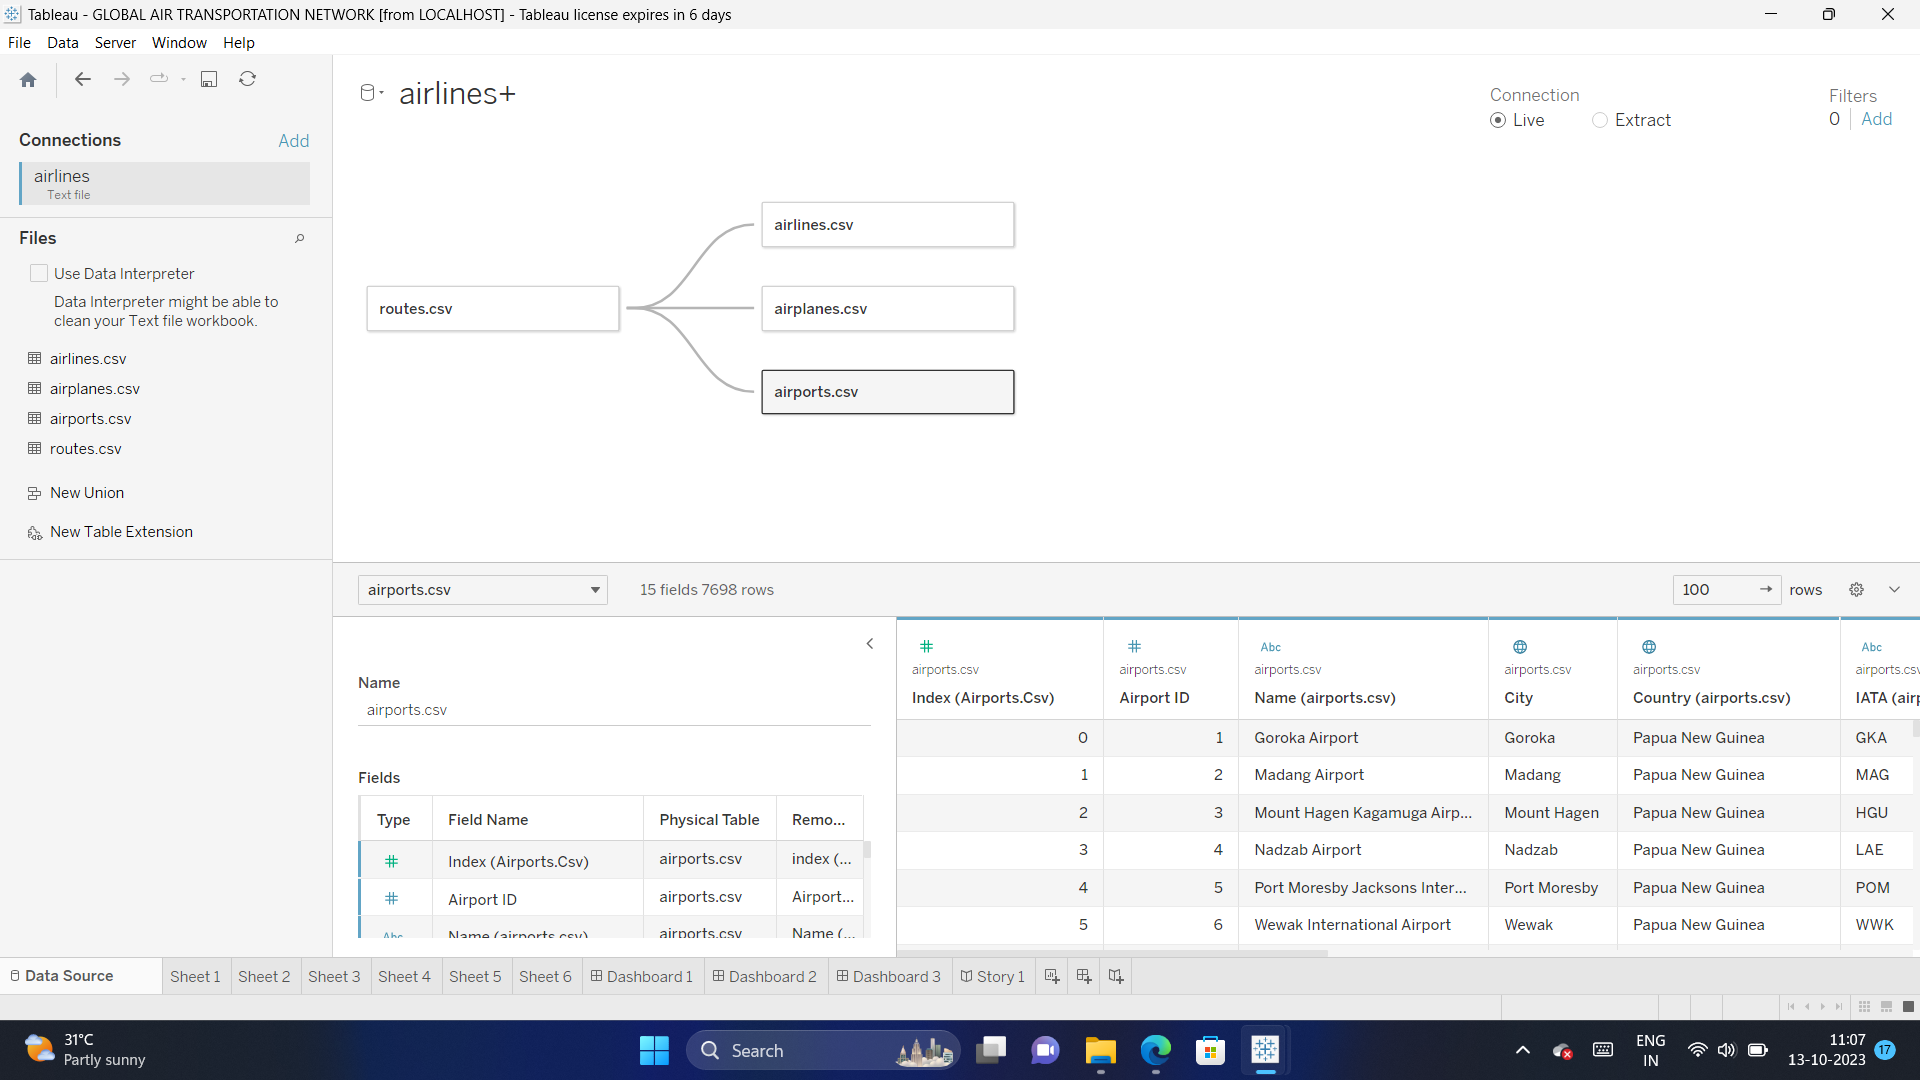 Tableau - GLOBAL AIR TRANSPORTATION NETWORK [from LOCALHOST] - Tableau license expires in 6 days
File Data Server Window Help
airlines+
Connection
Live Extract
Filters
0 Add
Connections Add
airlines
Text file
Files
Use Data Interpreter
Data Interpreter might be able to
clean your Text file workbook.
airlines.csv
airplanes.csv
airports.csv
routes.csv
New Union
New Table Extension
routes.csv
airlines.csv
airplanes.csv
airports.csv
airports.csv 15 fields 7698 rows 100 rows
Name
airports.csv
Fields
Type Field Name Physical Table Remo...
# Index (Airports.Csv) airports.csv index (...
# Airport ID airports.csv Airport...
Abc Name (airports.csv) airports.csv Name (...
# # Abc Abc
airports.csv airports.csv airports.csv airports.csv airports.csv airports.csv
Index (Airports.Csv) Airport ID Name (airports.csv) City Country (airports.csv) IATA (airp
0 1 Goroka Airport Goroka Papua New Guinea GKA
1 2 Madang Airport Madang Papua New Guinea MAG
2 3 Mount Hagen Kagamuga Airp... Mount Hagen Papua New Guinea HGU
3 4 Nadzab Airport Nadzab Papua New Guinea LAE
4 5 Port Moresby Jacksons Inter... Port Moresby Papua New Guinea POM
5 6 Wewak International Airport Wewak Papua New Guinea WWK
Data Source Sheet 1 Sheet 2 Sheet 3 Sheet 4 Sheet 5 Sheet 6 Dashboard 1 Dashboard 2 Dashboard 3 Story 1
31°C
Partly sunny
Search
ENG
IN
11:07
13-10-2023
17